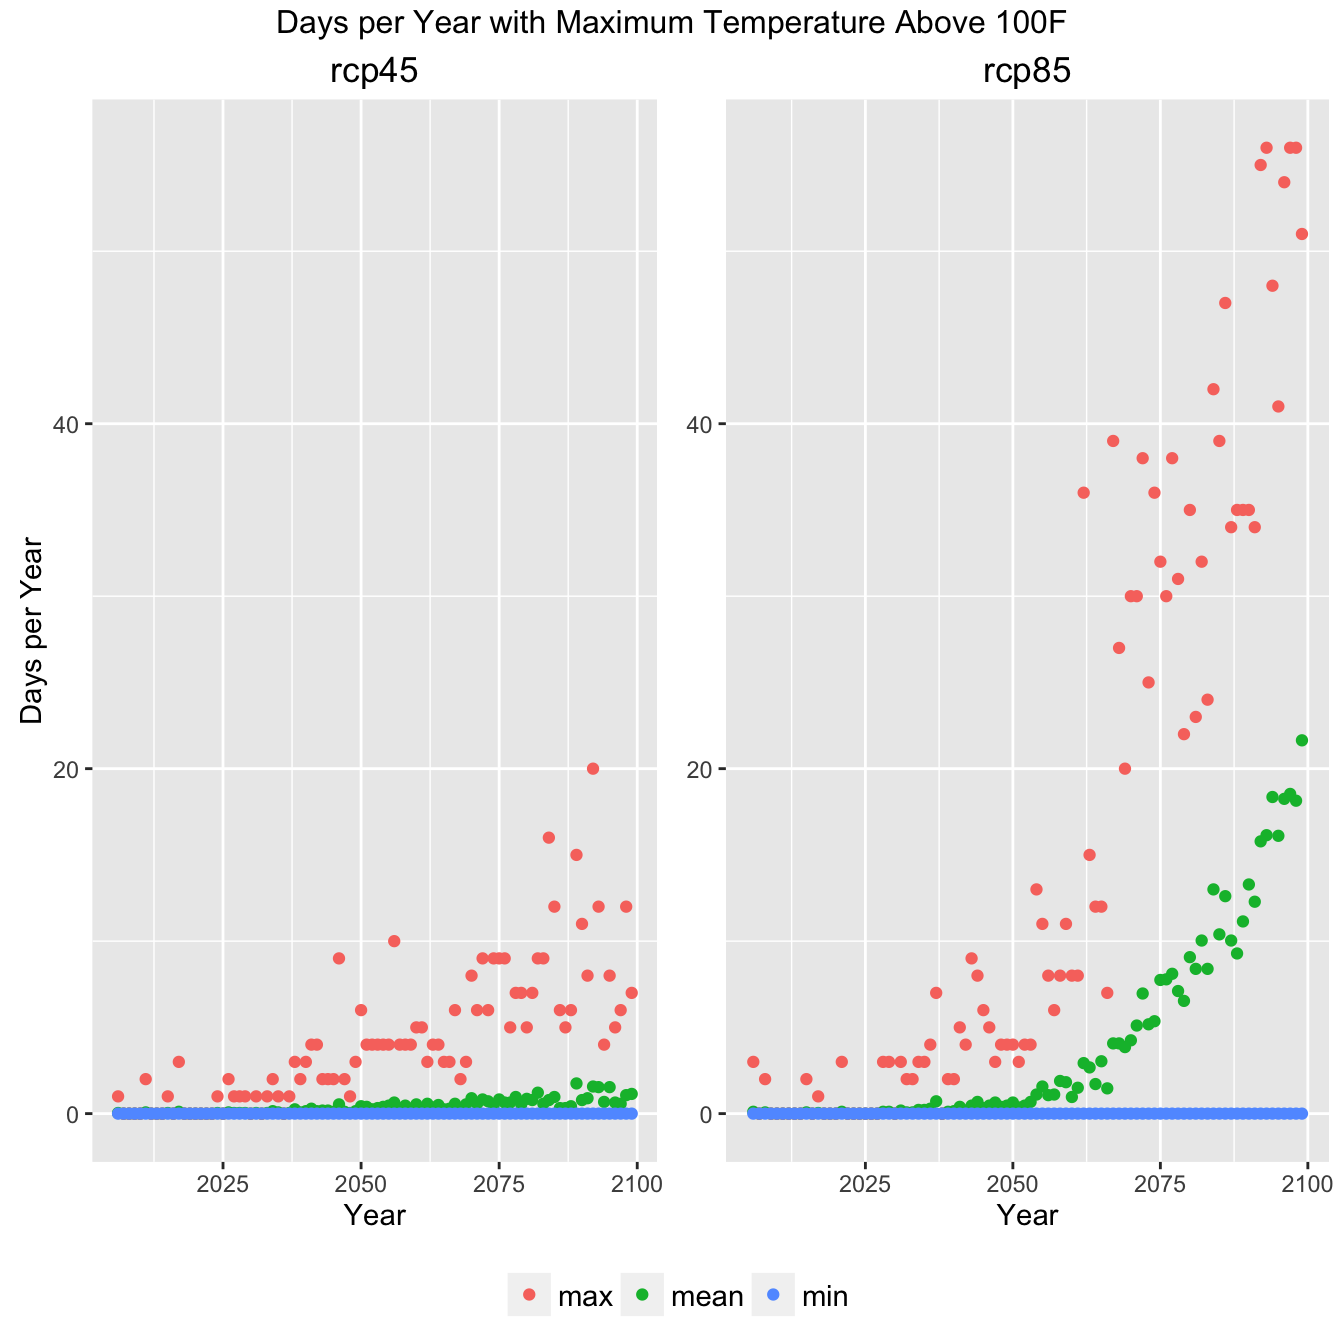 Days per Year with Maximum Temperature Above 100F
rcp45
rcp85
Days per Year
40
20
0
40
20
0
2025 2050 2075 2100
2025 2050 2075 2100
Year
Year
max mean min